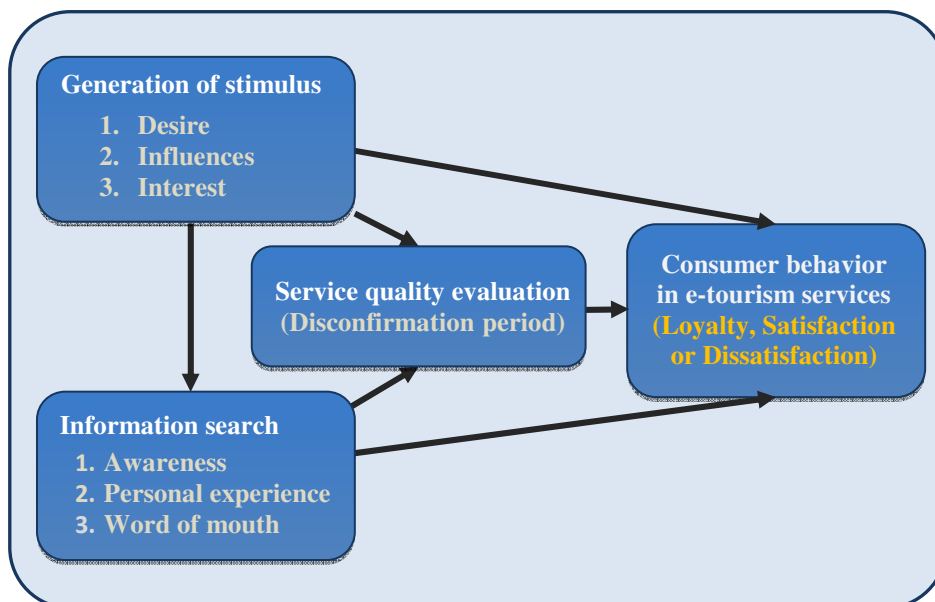 Generation of stimulus
1. Desire
2. Influences
3. Interest
Service quality evaluation
(Disconfirmation period)
Consumer behavior
in e-tourism services
(Loyalty, Satisfaction
or Dissatisfaction)
Information search
1. Awareness
2. Personal experience
3. Word of mouth